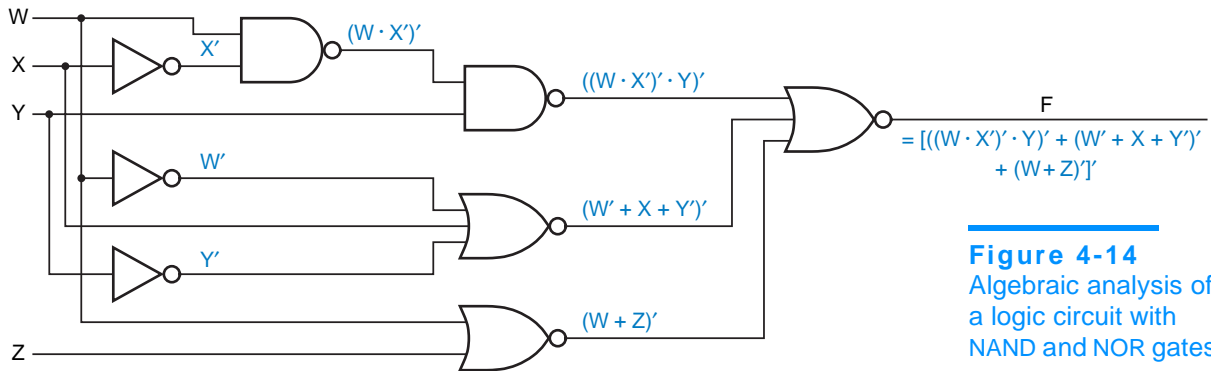 W
X
Y
Z
X′
(W · X′)′
((W · X′)′ · Y)′
W′
Y′
(W′ + X + Y′)′
(W + Z)′
F
= [((W · X′)′ · Y)′ + (W′ + X + Y′)′
+ (W + Z)′]′
Figure 4-14
Algebraic analysis of
a logic circuit with
NAND and NOR gates